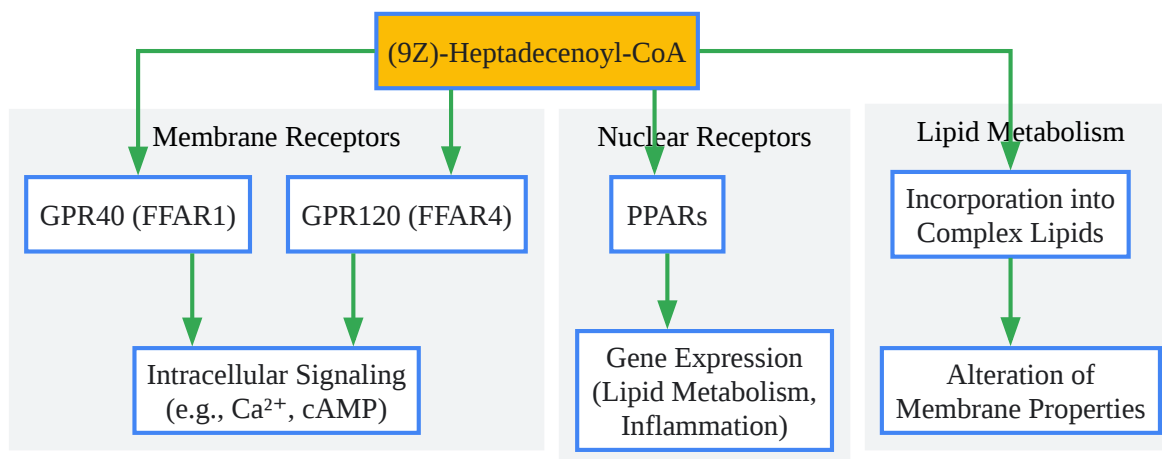 (9Z)-Heptadecenoyl-CoA
Membrane Receptors
GPR40 (FFAR1)
GPR120 (FFAR4)
Intracellular Signaling
(e.g., Ca²⁺, cAMP)
Nuclear Receptors
PPARs
Gene Expression
(Lipid Metabolism,
Inflammation)
Lipid Metabolism
Incorporation into
Complex Lipids
Alteration of
Membrane Properties